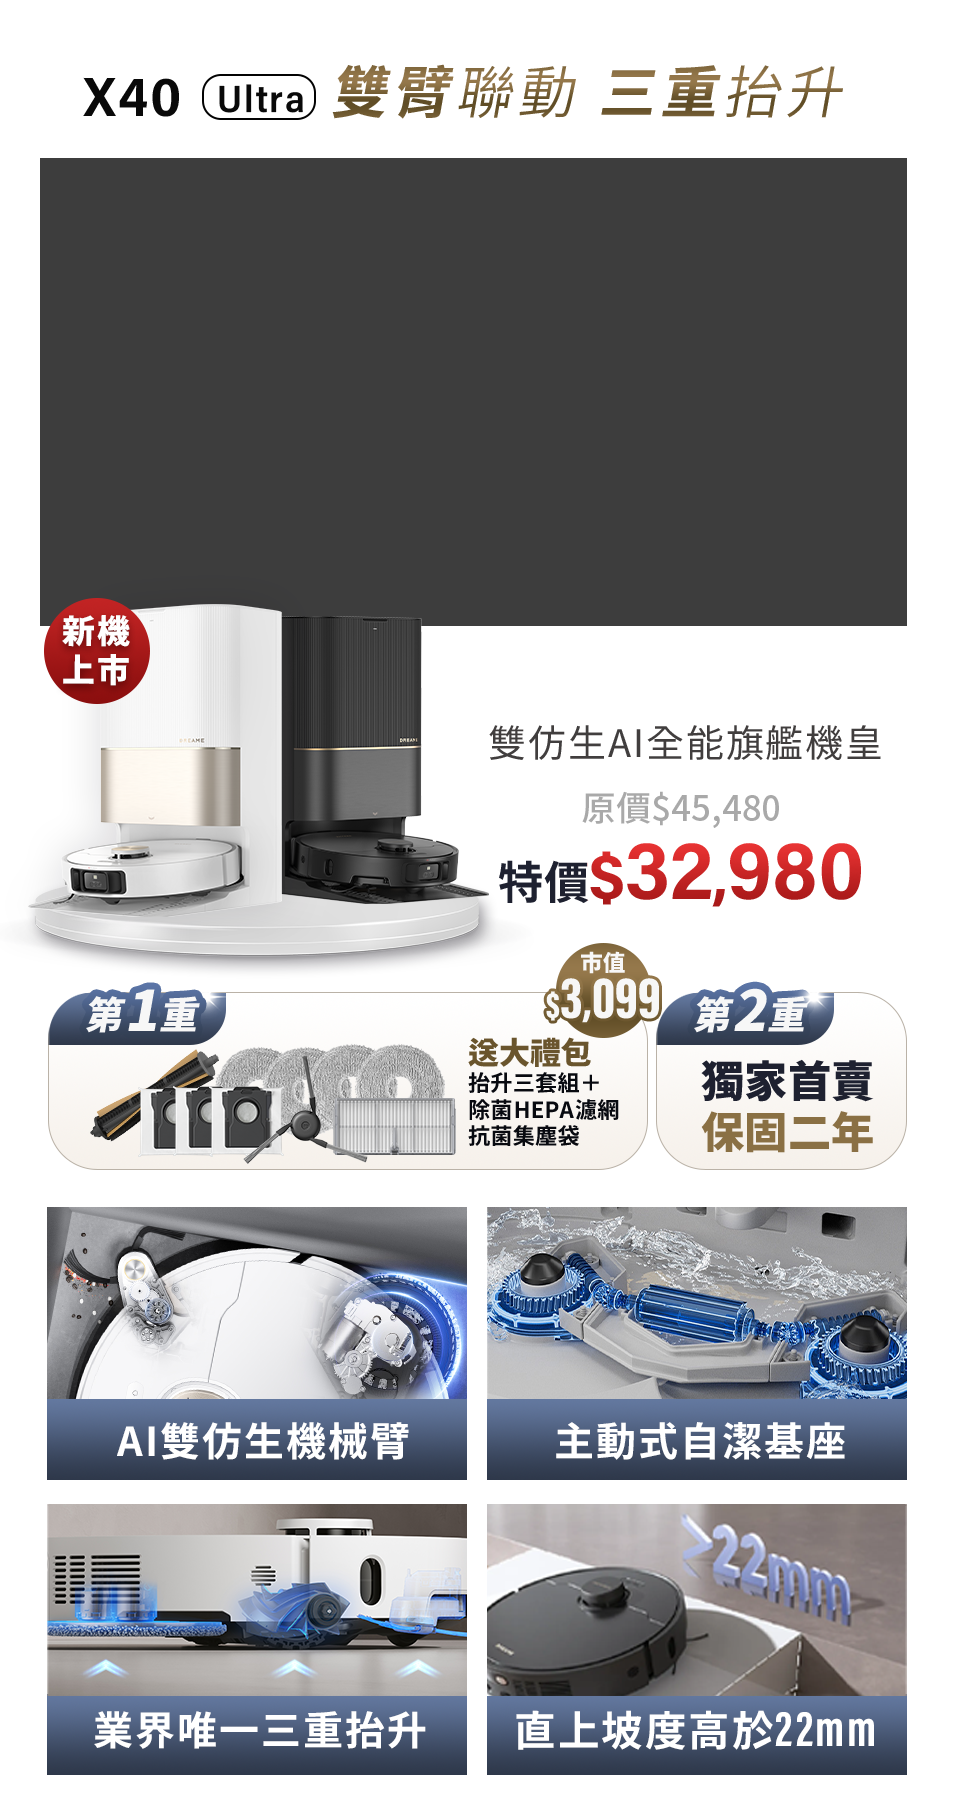 X40 Ultra 雙臂聯動 三重抬升
新機
上市
DREAME
DREAME
雙仿生AI全能旗艦機皇
原價$45,480
特價$32,980
市值
$3,099
第1重
送大禮包
抬升三套組＋
除菌HEPA濾網
抗菌集塵袋
第2重
獨家首賣
保固二年
AI雙仿生機械臂
主動式自潔基座
業界唯一三重抬升
>22mm
直上坡度高於22mm